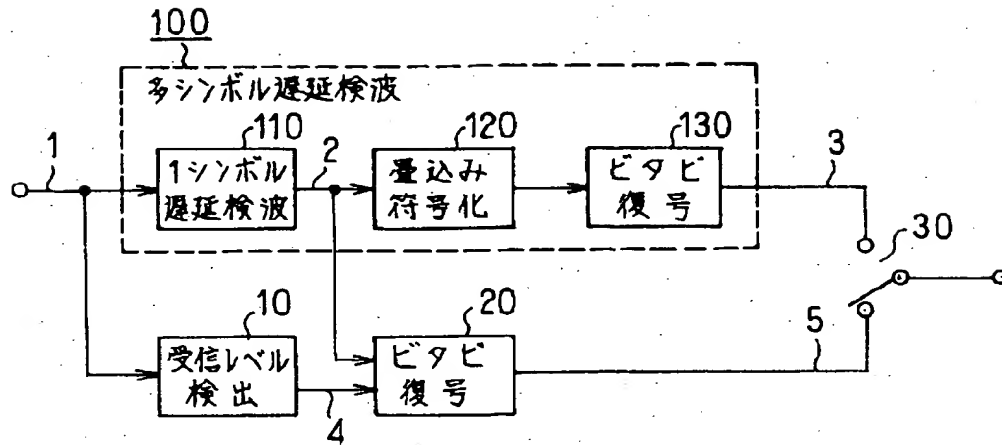 100
多シンボル遅延検波
1
110
1シンボル
遅延検波
2
120
畳込み
符号化
130
ビタビ
復号
3
30
10
受信レベル
検出
4
20
ビタビ
復号
5